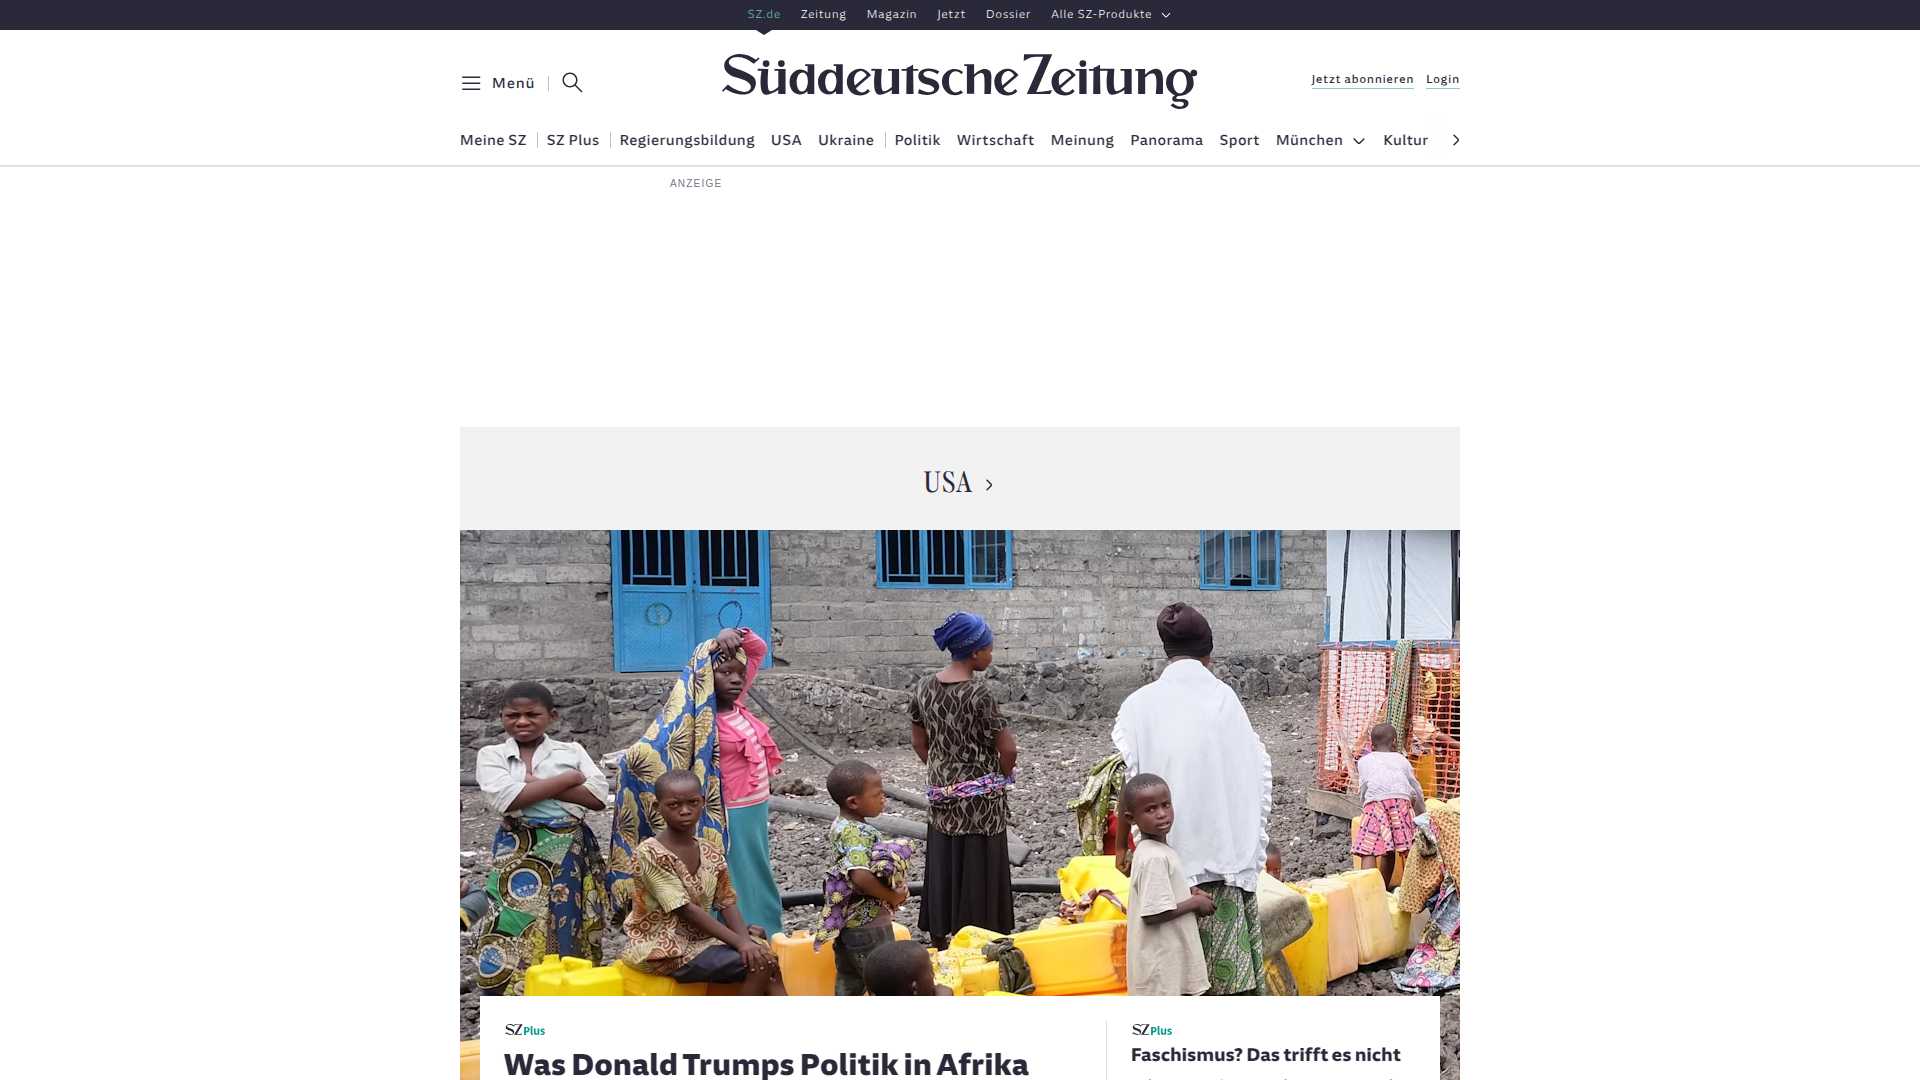 SZ.de Zeitung Magazin Jetzt Dossier Alle SZ-Produkte
Menü
Süddeutsche Zeitung
Jetzt abonnieren Login
Meine SZ SZ Plus Regierungsbildung USA Ukraine Politik Wirtschaft Meinung Panorama Sport München Kultur
ANZEIGE
USA
SZ Plus
Was Donald Trumps Politik in Afrika
SZ Plus
Faschismus? Das trifft es nicht